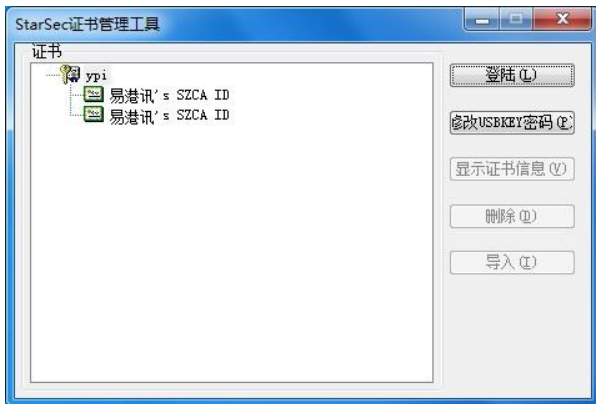 StarSec证书管理工具
证书
ypi
易港讯's SZCA ID
易港讯's SZCA ID
登陆(L)
修改USBKEY密码(P)
显示证书信息(V)
删除(D)
导入(I)